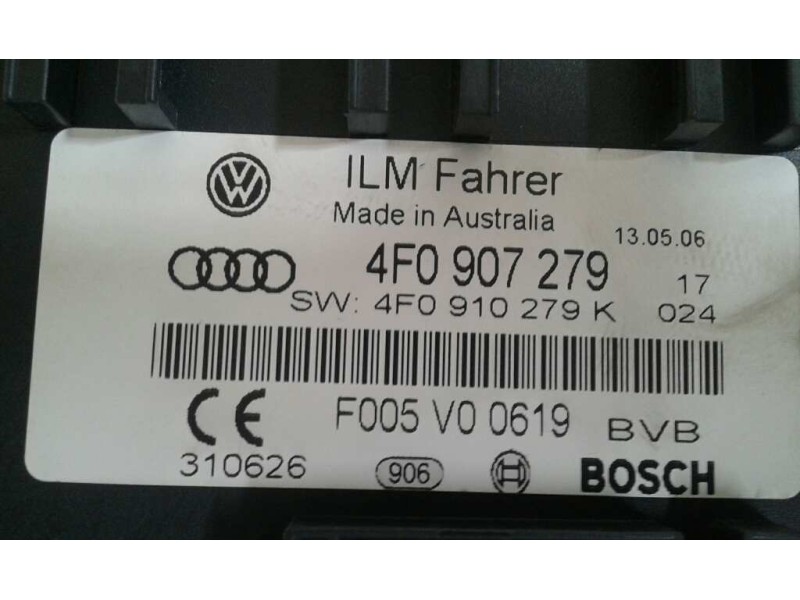 ILM Fahrer
Made in Australia
13.05.06
4F0 907 279
17
SW: 4F0 910 279 K 024
CE F005 V0 0619 BVB
310626 906 BOSCH